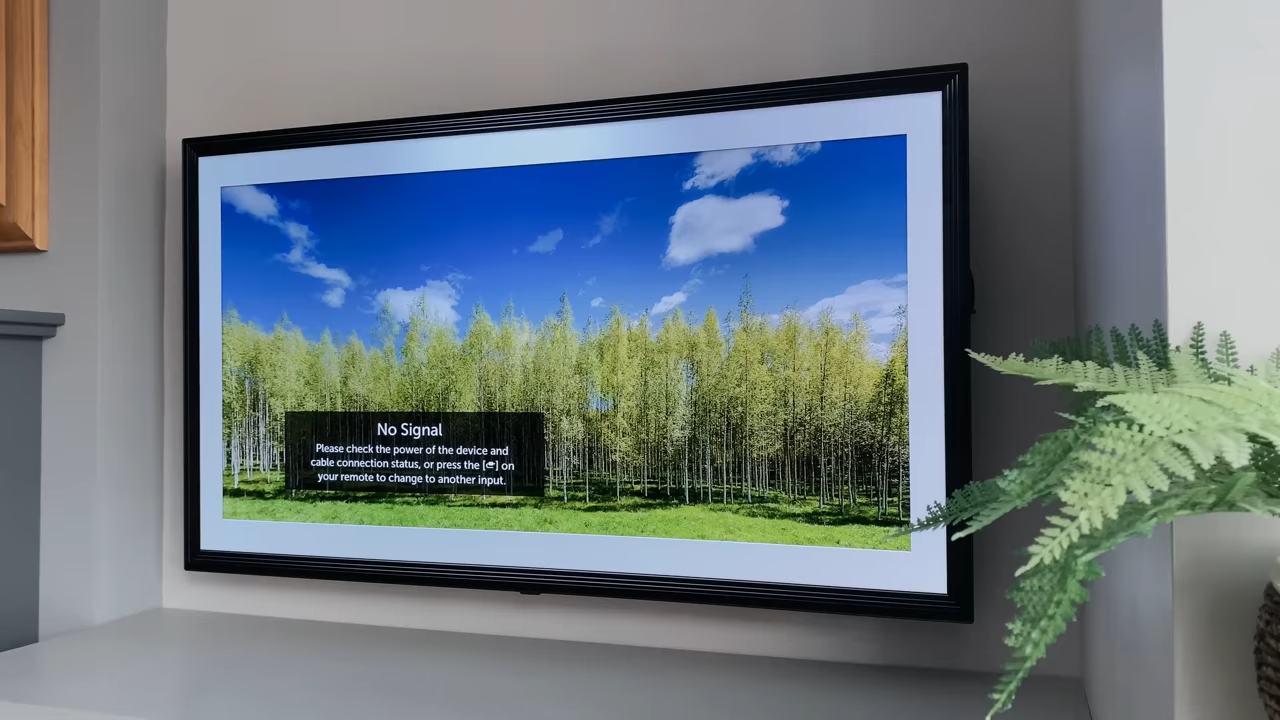 No Signal
Please check the power of the device and
cable connection status, or press the [⮐] on
your remote to change to another input.